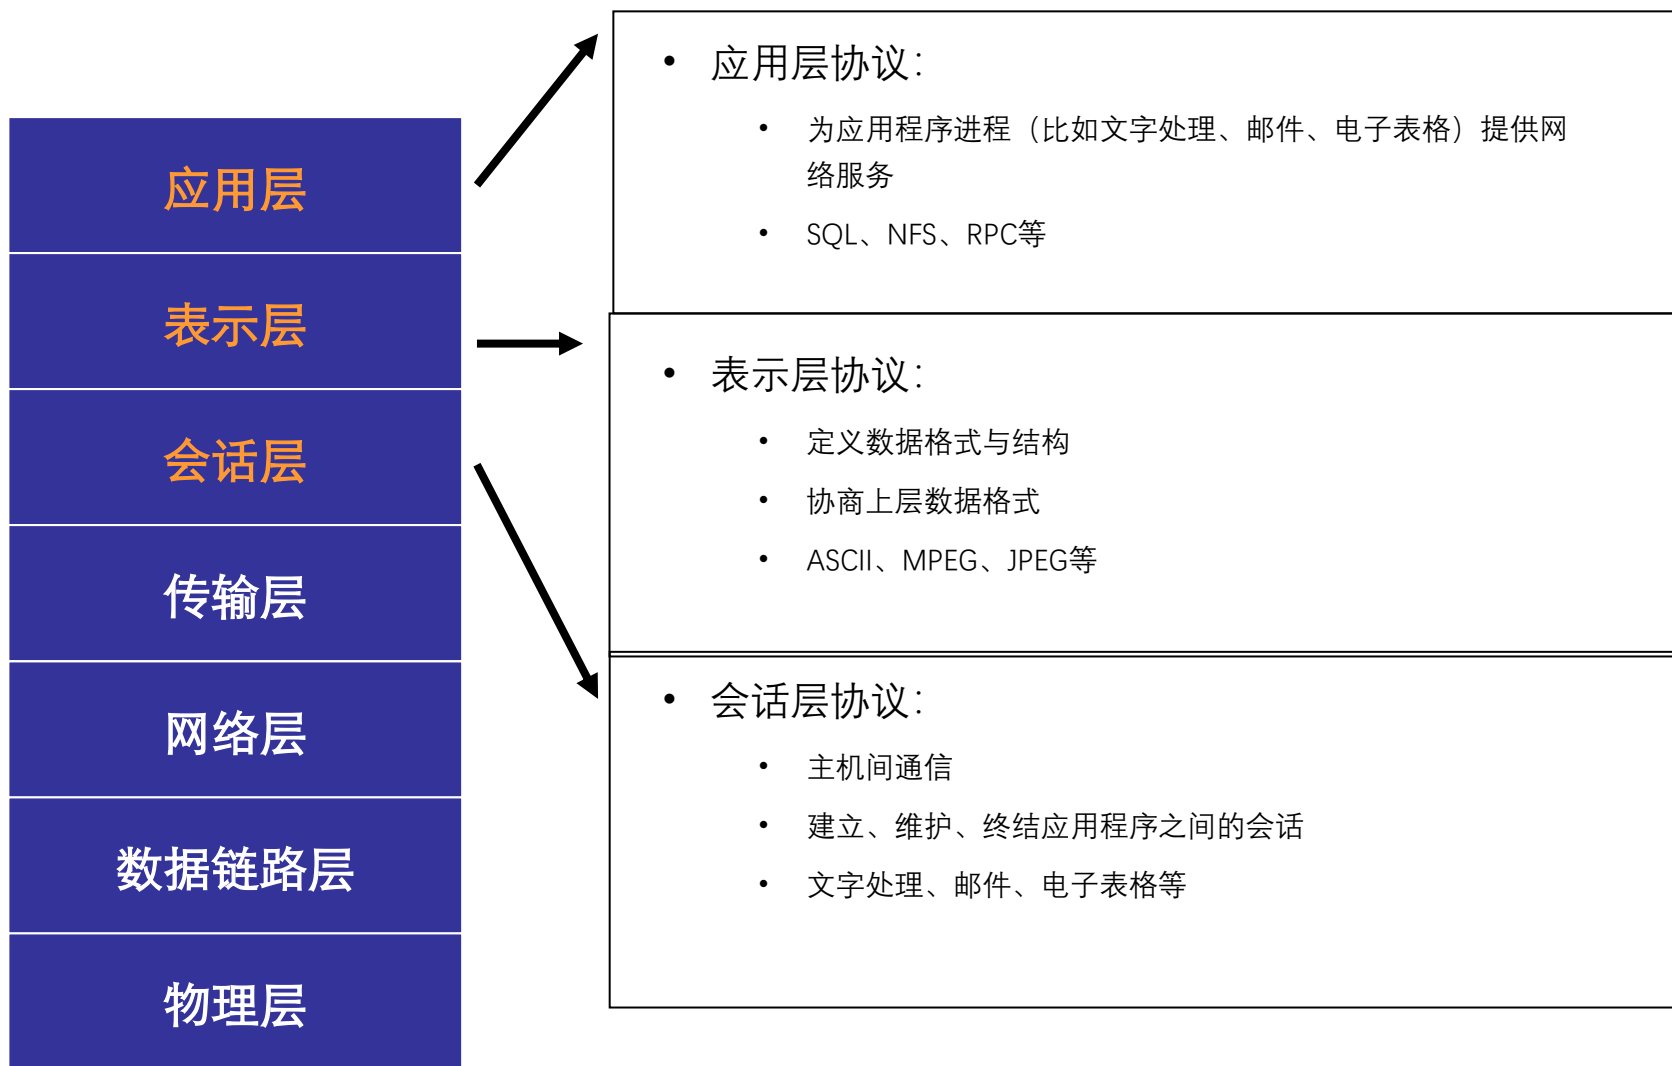 应用层
表示层
会话层
传输层
网络层
数据链路层
物理层
• 应用层协议：
• 为应用程序进程（比如文字处理、邮件、电子表格）提供网
络服务
• SQL、NFS、RPC等
• 表示层协议：
• 定义数据格式与结构
• 协商上层数据格式
• ASCII、MPEG、JPEG等
• 会话层协议：
• 主机间通信
• 建立、维护、终结应用程序之间的会话
• 文字处理、邮件、电子表格等